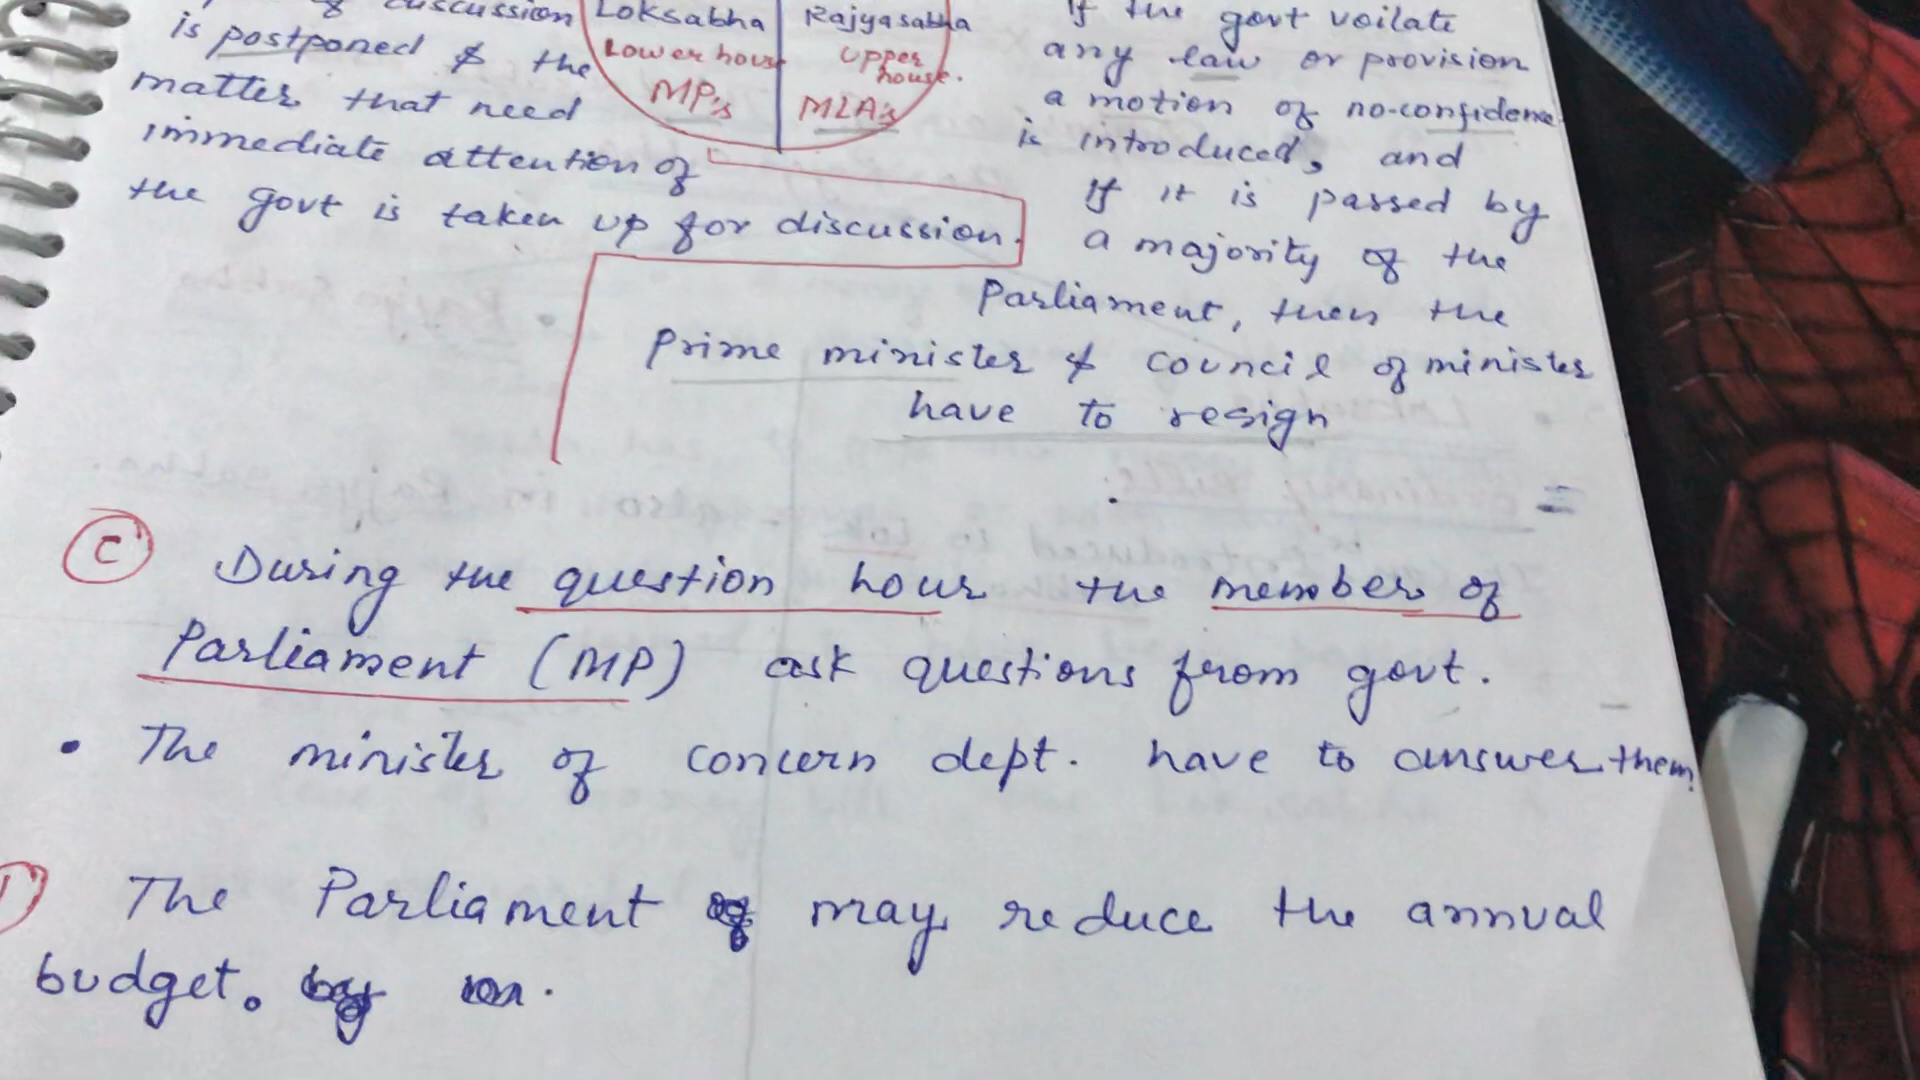 discussion
is postponed & the
matter that need
immediate attention of
the govt is taken up for discussion.
Loksabha
Lower house
MP's
Rajyasabha
Upper
house.
MLA's
If the govt voilate
any law or provision
a motion of no-confidence
is introduced, and
If it is passed by
a majority of the
Parliament, then the
Prime minister & council of minister
have to resign
C During the question hour the member of
Parliament (MP) ask questions from govt.
• The minister of concern dept. have to answer them
The Parliament may reduce the annual
budget.